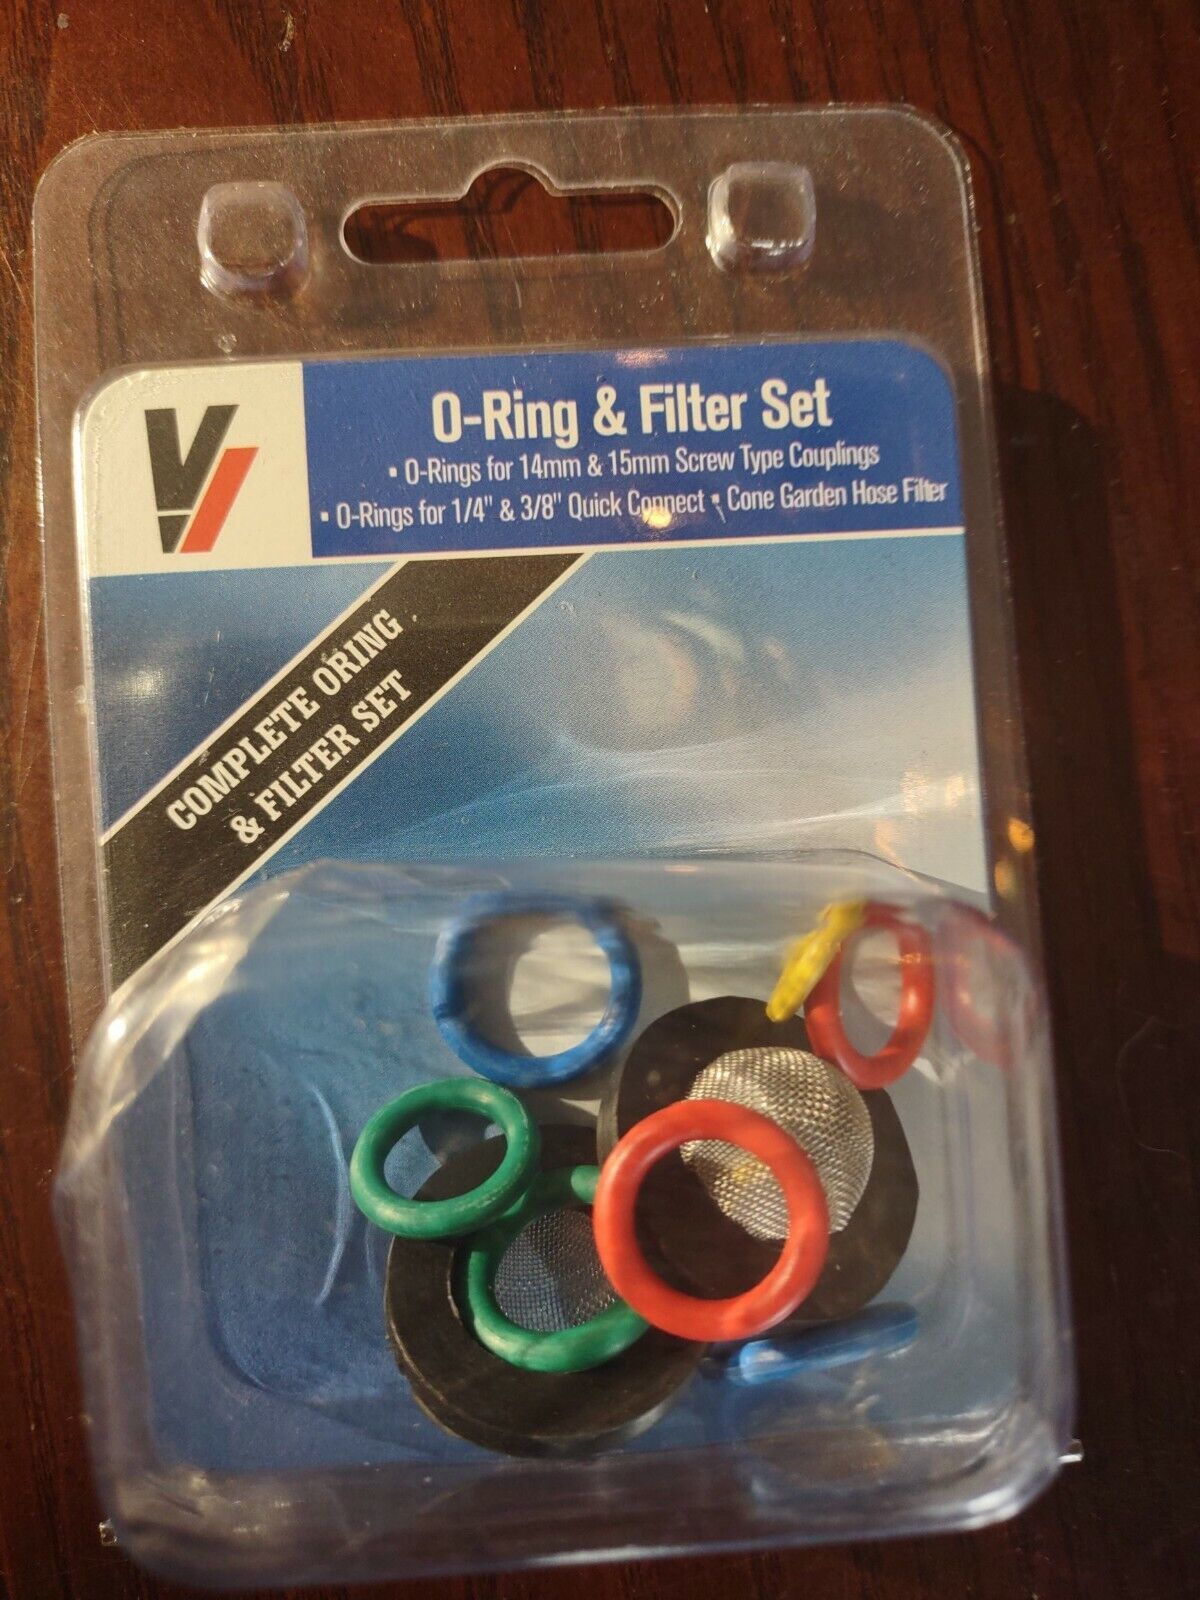 V
O-Ring & Filter Set
• O-Rings for 14mm & 15mm Screw Type Couplings
• O-Rings for 1/4" & 3/8" Quick Connect • Cone Garden Hose Filter
COMPLETE ORING
& FILTER SET